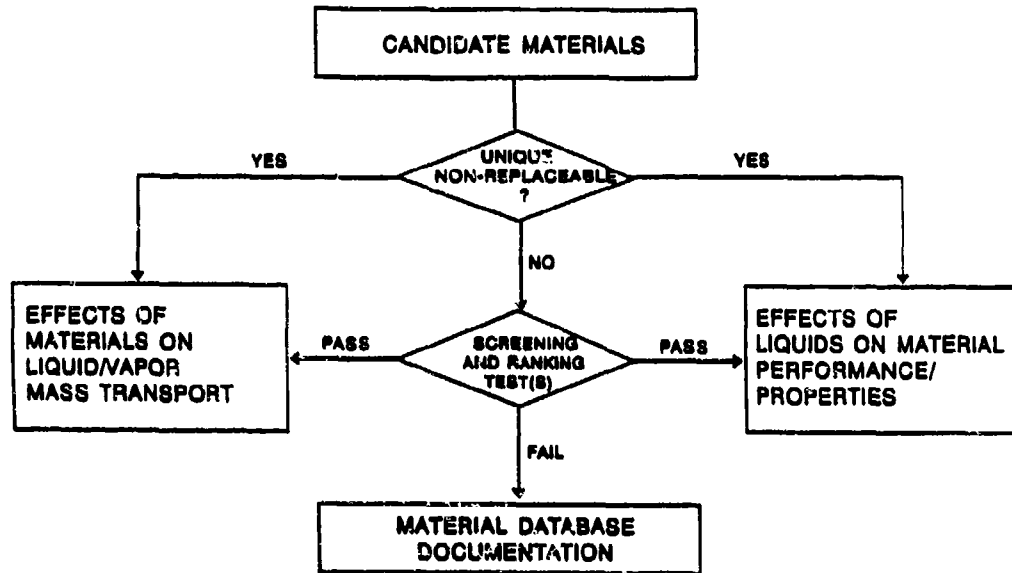 CANDIDATE MATERIALS
YES
UNIQUE
YES
NON-REPLACEABLE
?
NO
EFFECTS OF
MATERIALS ON
LIQUID/VAPOR
MASS TRANSPORT
PASS
SCREENING
AND RANKING
TEST(S)
PASS
EFFECTS OF
LIQUIDS ON MATERIAL
PERFORMANCE/
PROPERTIES
FAIL
MATERIAL DATABASE
DOCUMENTATION